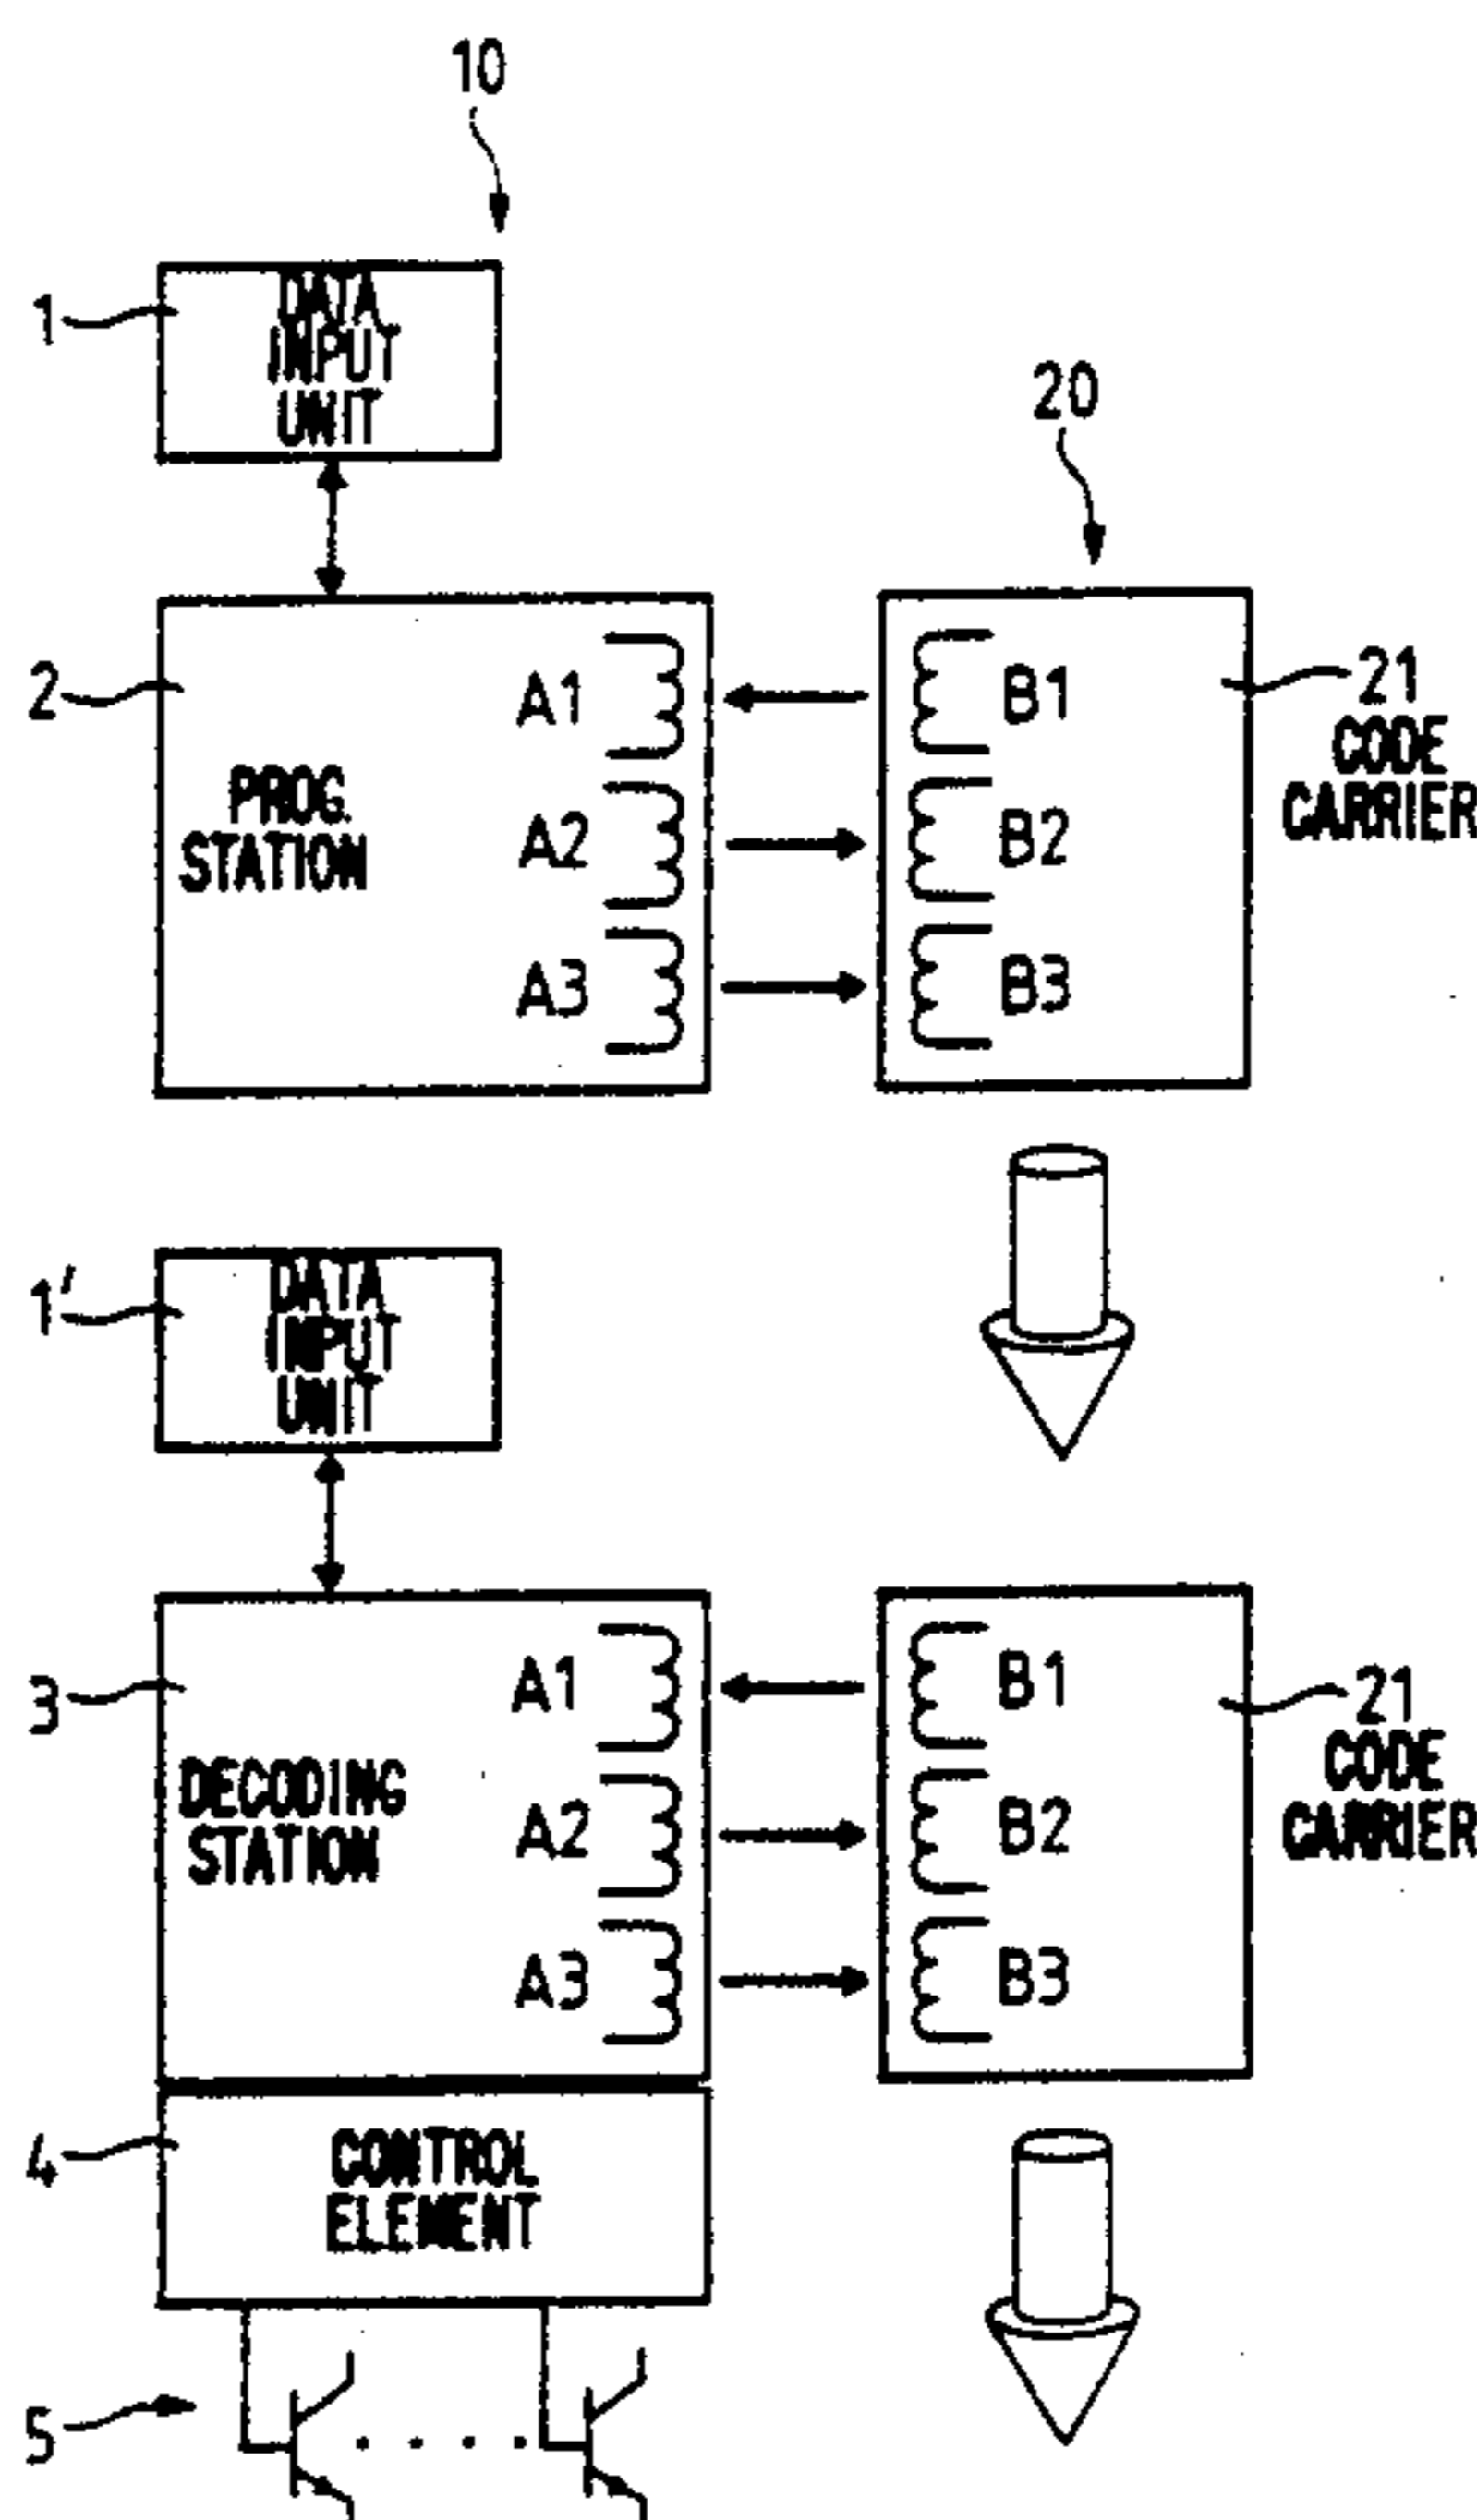 10
1
DATA
INPUT
UNIT
20
2
PROG.
STATION
A1
A2
A3
B1
B2
B3
21
CODE
CARRIER
1'
DATA
INPUT
UNIT
3
DECODING
STATION
A1
A2
A3
B1
B2
B3
21
CODE
CARRIER
4
CONTROL
ELEMENT
5